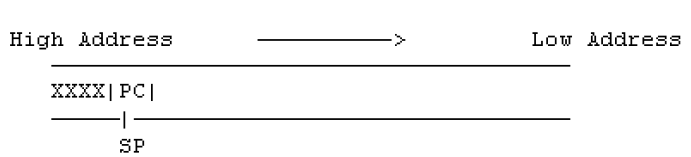 High Address ————————> Low Address
XXXX|PC|
SP